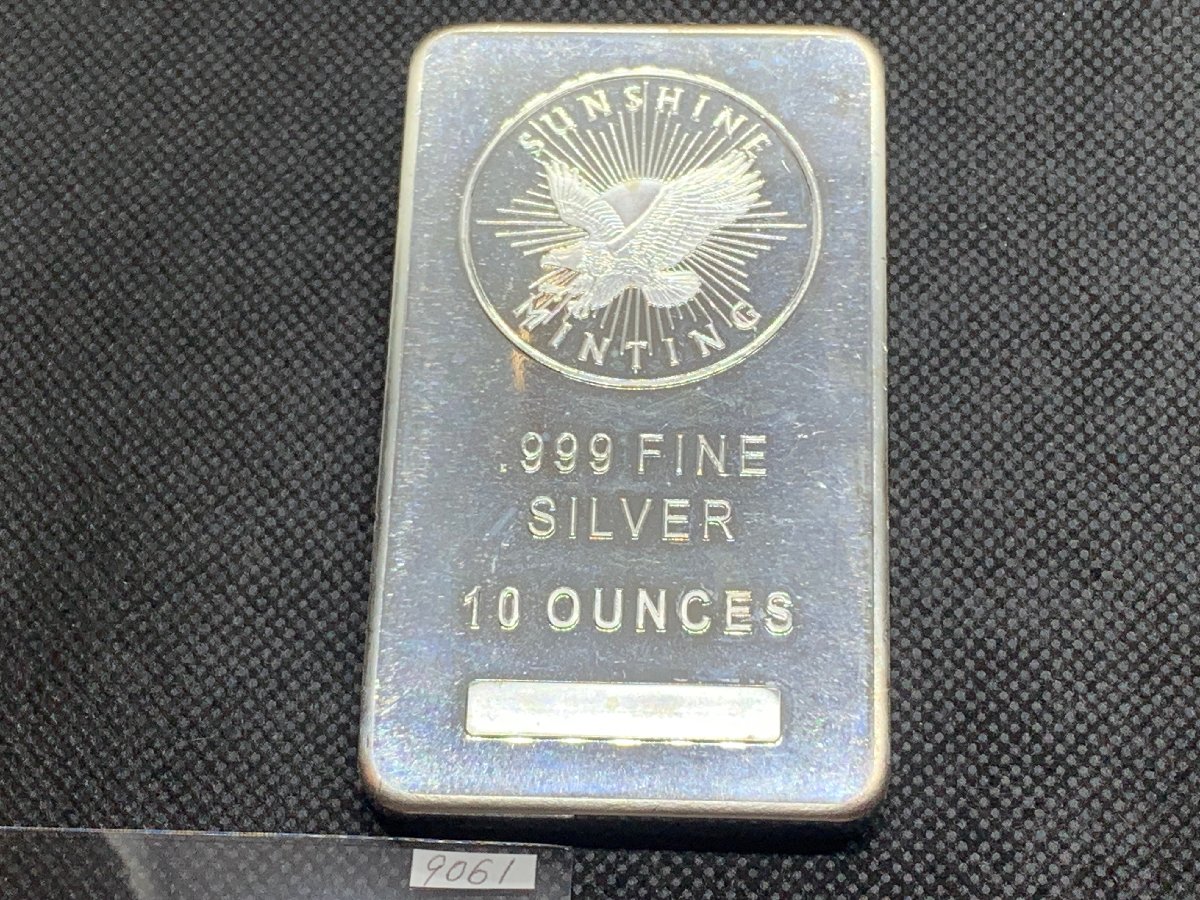 SUNSHINE
MINTING
.999 FINE
SILVER
10 OUNCES
9061